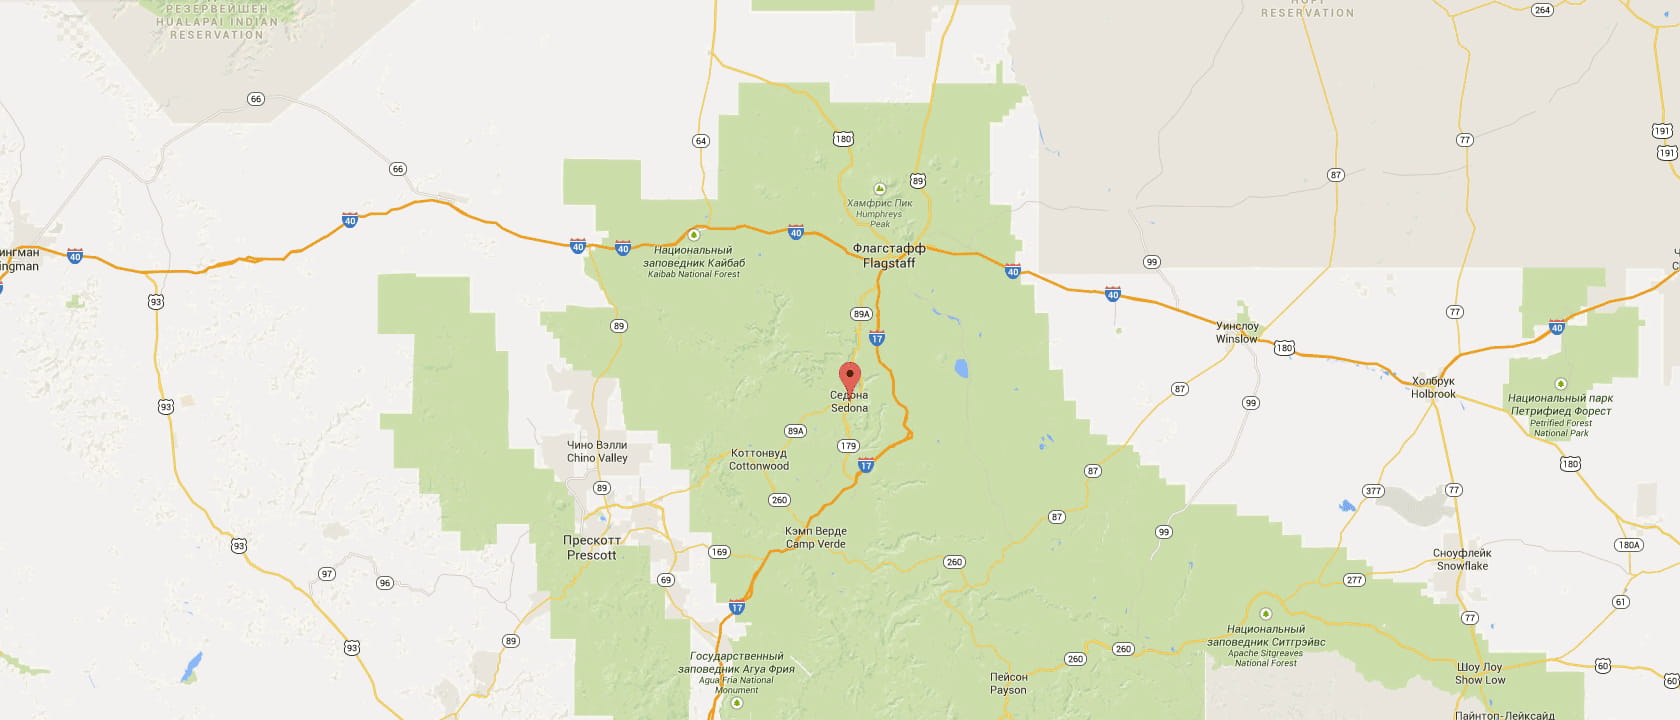 РЕЗЕРВЕЙШЕН
HUALAPAI INDIAN
RESERVATION
RESERVATION
264
66
191
191
64
180
77
66
89
87
Хамфрис Пик
Humphreys
Peak
40
40
Флагстафф
Flagstaff
40
40
40
Национальный
заповедник Кайбаб
Kaibab National Forest
ингман
ingman
40
99
40
40
93
89A
89
77
40
17
Уинслоу
Winslow
180
Седона
Sedona
Холбрук
Holbrook
87
99
93
Национальный парк
Петрифиед Форест
Petrified Forest
National Park
89A
179
Чино Вэлли
Chino Valley
Коттонвуд
Cottonwood
17
180
87
89
377
77
260
87
Кэмп Верде
Camp Verde
99
Прескотт
Prescott
93
169
180A
Сноуфлейк
Snowflake
260
97
96
69
277
61
17
77
89
93
Национальный
заповедник Ситгрэйвс
Apache Sitgreaves
National Forest
260
260
Государственный
заповедник Агуа Фрия
Agua Fria National
Monument
Шоу Лоу
Show Low
60
60
Пейсон
Payson
Пайнтоп-Лейксайд